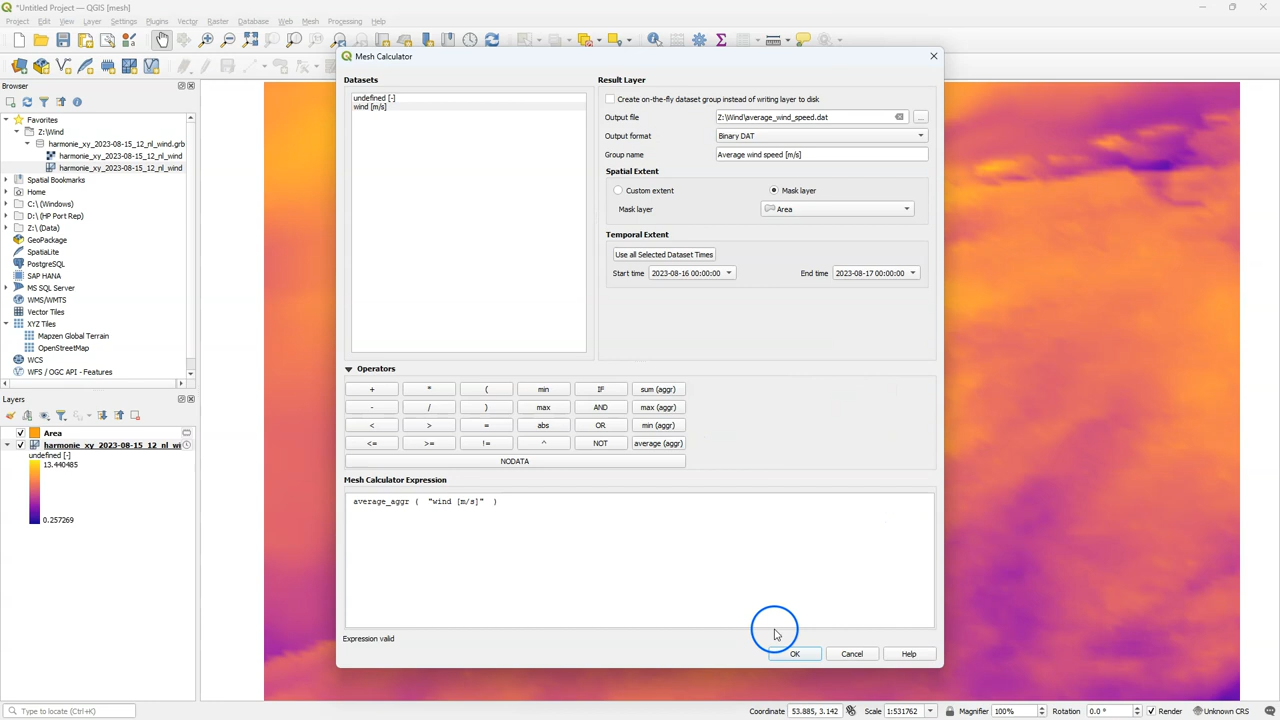 *Untitled Project — QGIS [mesh]
Project Edit View Layer Settings Plugins Vector Raster Database Web Mesh Processing Help
Browser
Favorites
Z:\Wind
harmonie_xy_2023-08-15_12_nl_wind.grb
harmonie_xy_2023-08-15_12_nl_wind
harmonie_xy_2023-08-15_12_nl_wind
Spatial Bookmarks
Home
C:\ (Windows)
D:\ (HP Port Rep)
Z:\ (Data)
GeoPackage
SpatiaLite
PostgreSQL
SAP HANA
MS SQL Server
WMS/WMTS
Vector Tiles
XYZ Tiles
Mapzen Global Terrain
OpenStreetMap
WCS
WFS / OGC API - Features
Layers
Area
harmonie_xy_2023-08-15_12_nl_wi
undefined [-]
13.440485
0.257269
Mesh Calculator
Datasets
undefined [-]
wind [m/s]
Result Layer
Create on-the-fly dataset group instead of writing layer to disk
Output file Z:\Wind\average_wind_speed.dat ...
Output format Binary DAT
Group name Average wind speed [m/s]
Spatial Extent
Custom extent Mask layer
Mask layer Area
Temporal Extent
Use all Selected Dataset Times
Start time 2023-08-16 00:00:00 End time 2023-08-17 00:00:00
Operators
+ * ( min IF sum (aggr)
- / ) max AND max (aggr)
< > = abs OR min (aggr)
<= >= != ^ NOT average (aggr)
NODATA
Mesh Calculator Expression
average_aggr ( "wind [m/s]" )
Expression valid
OK Cancel Help
Type to locate (Ctrl+K) Coordinate 53.885, 3.142 Scale 1:531762 Magnifier 100% Rotation 0.0 ° Render Unknown CRS